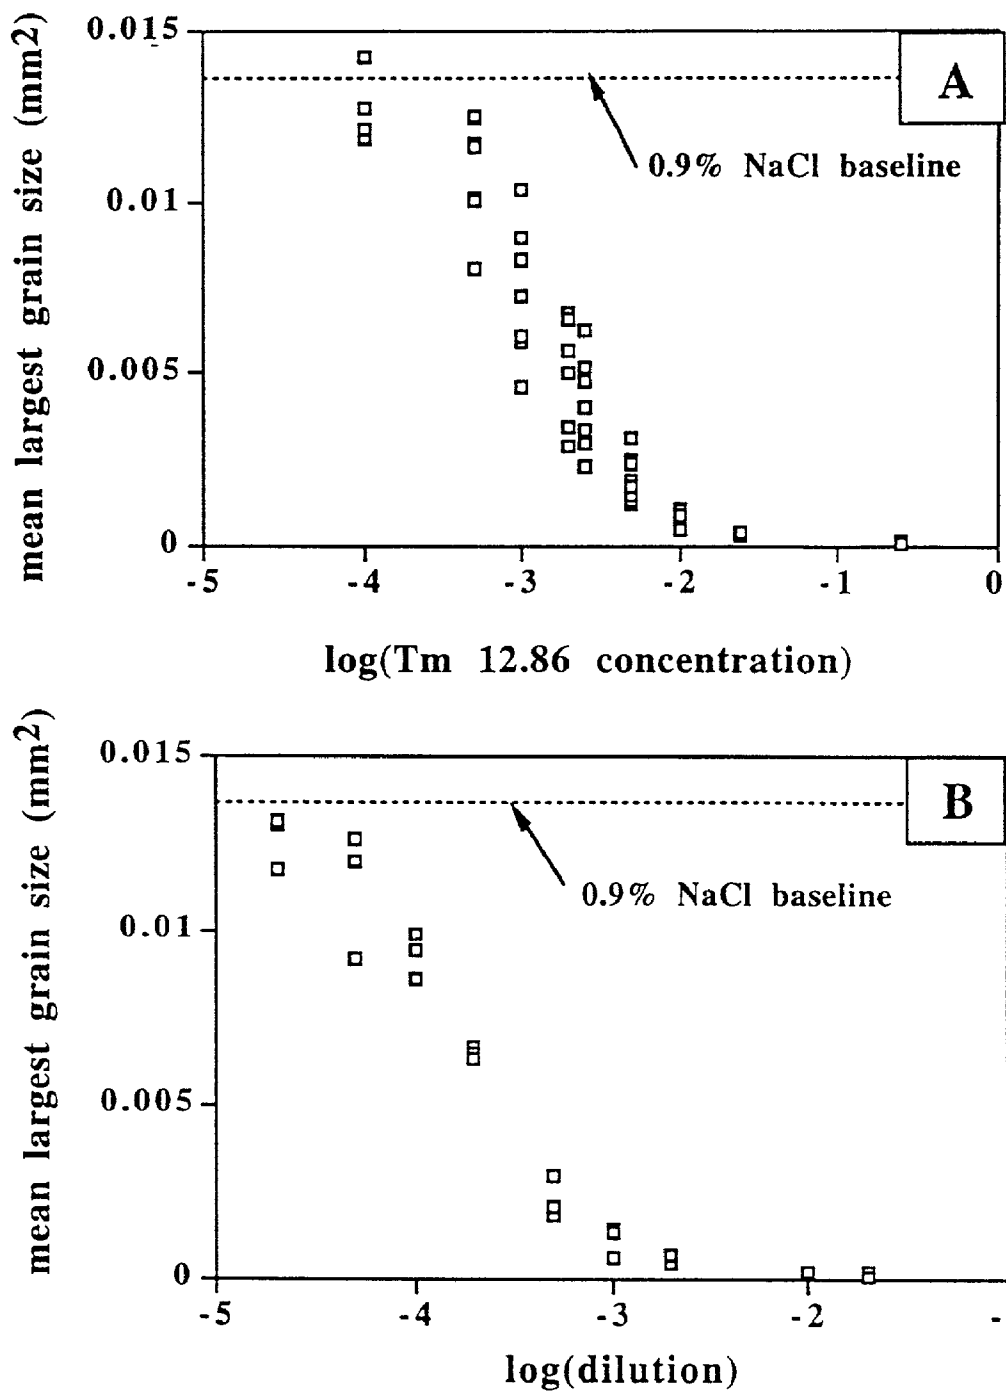 mean largest grain size (mm2)
0.015
0.01
0.005
0
A
0.9% NaCl baseline
-5 -4 -3 -2 -1 0
log(Tm 12.86 concentration)
mean largest grain size (mm2)
0.015
0.01
0.005
0
B
0.9% NaCl baseline
-5 -4 -3 -2 -
log(dilution)